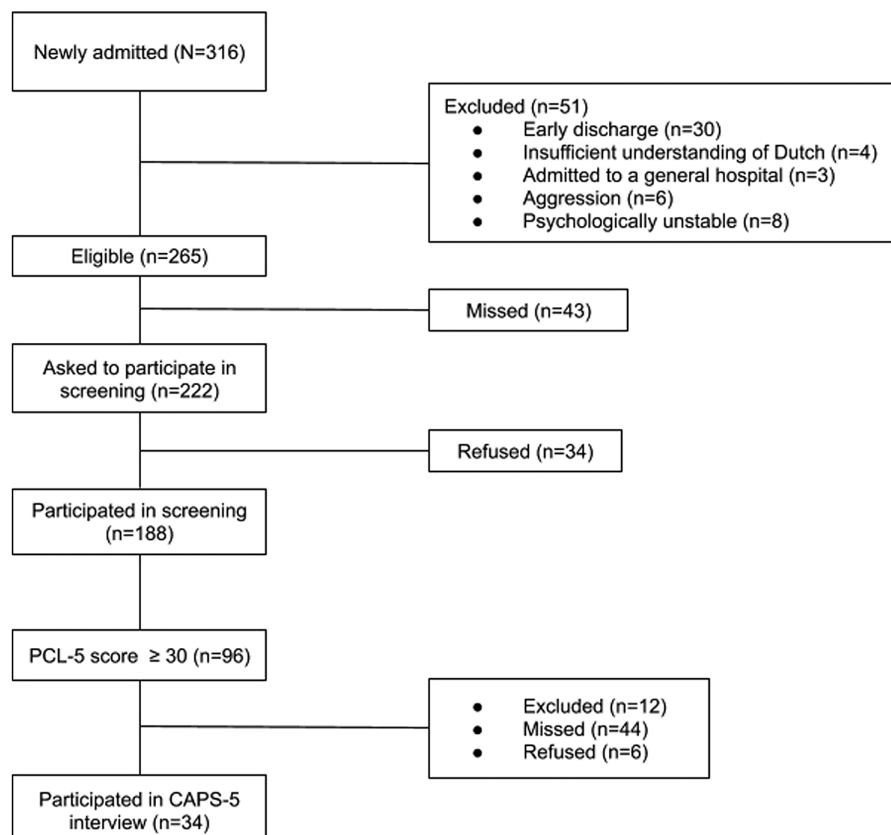 Newly admitted (N=316)
Excluded (n=51)
● Early discharge (n=30)
● Insufficient understanding of Dutch (n=4)
● Admitted to a general hospital (n=3)
● Aggression (n=6)
● Psychologically unstable (n=8)
Eligible (n=265)
Missed (n=43)
Asked to participate in
screening (n=222)
Refused (n=34)
Participated in screening
(n=188)
PCL-5 score ≥ 30 (n=96)
● Excluded (n=12)
● Missed (n=44)
● Refused (n=6)
Participated in CAPS-5
interview (n=34)